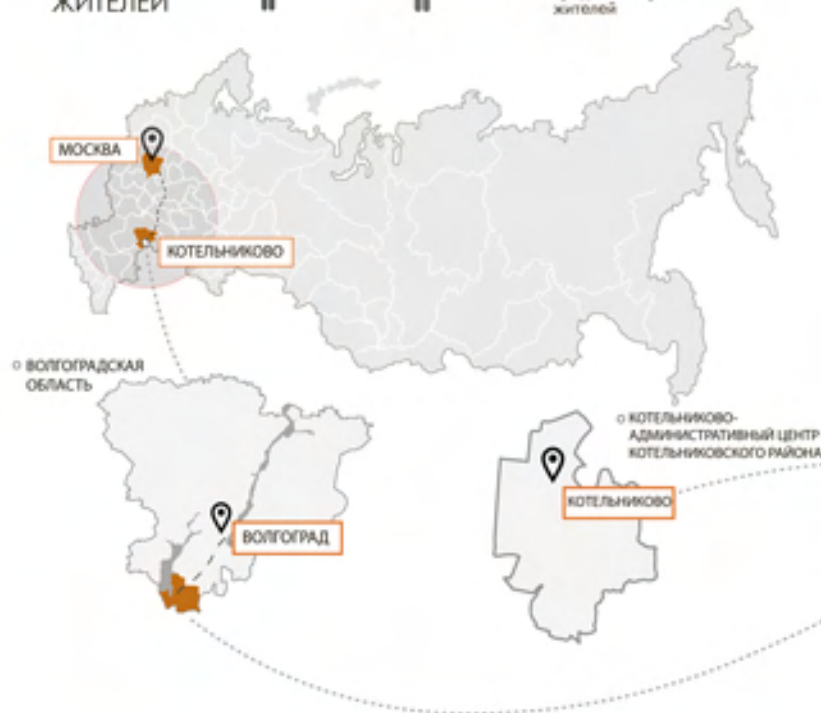 ЖИТЕЛЕЙ
жителей
МОСКВА
КОТЕЛЬНИКОВО
ВОЛГОГРАДСКАЯ
ОБЛАСТЬ
КОТЕЛЬНИКОВО-
АДМИНИСТРАТИВНЫЙ ЦЕНТР
КОТЕЛЬНИКОВСКОГО РАЙОНА
КОТЕЛЬНИКОВО
ВОЛГОГРАД